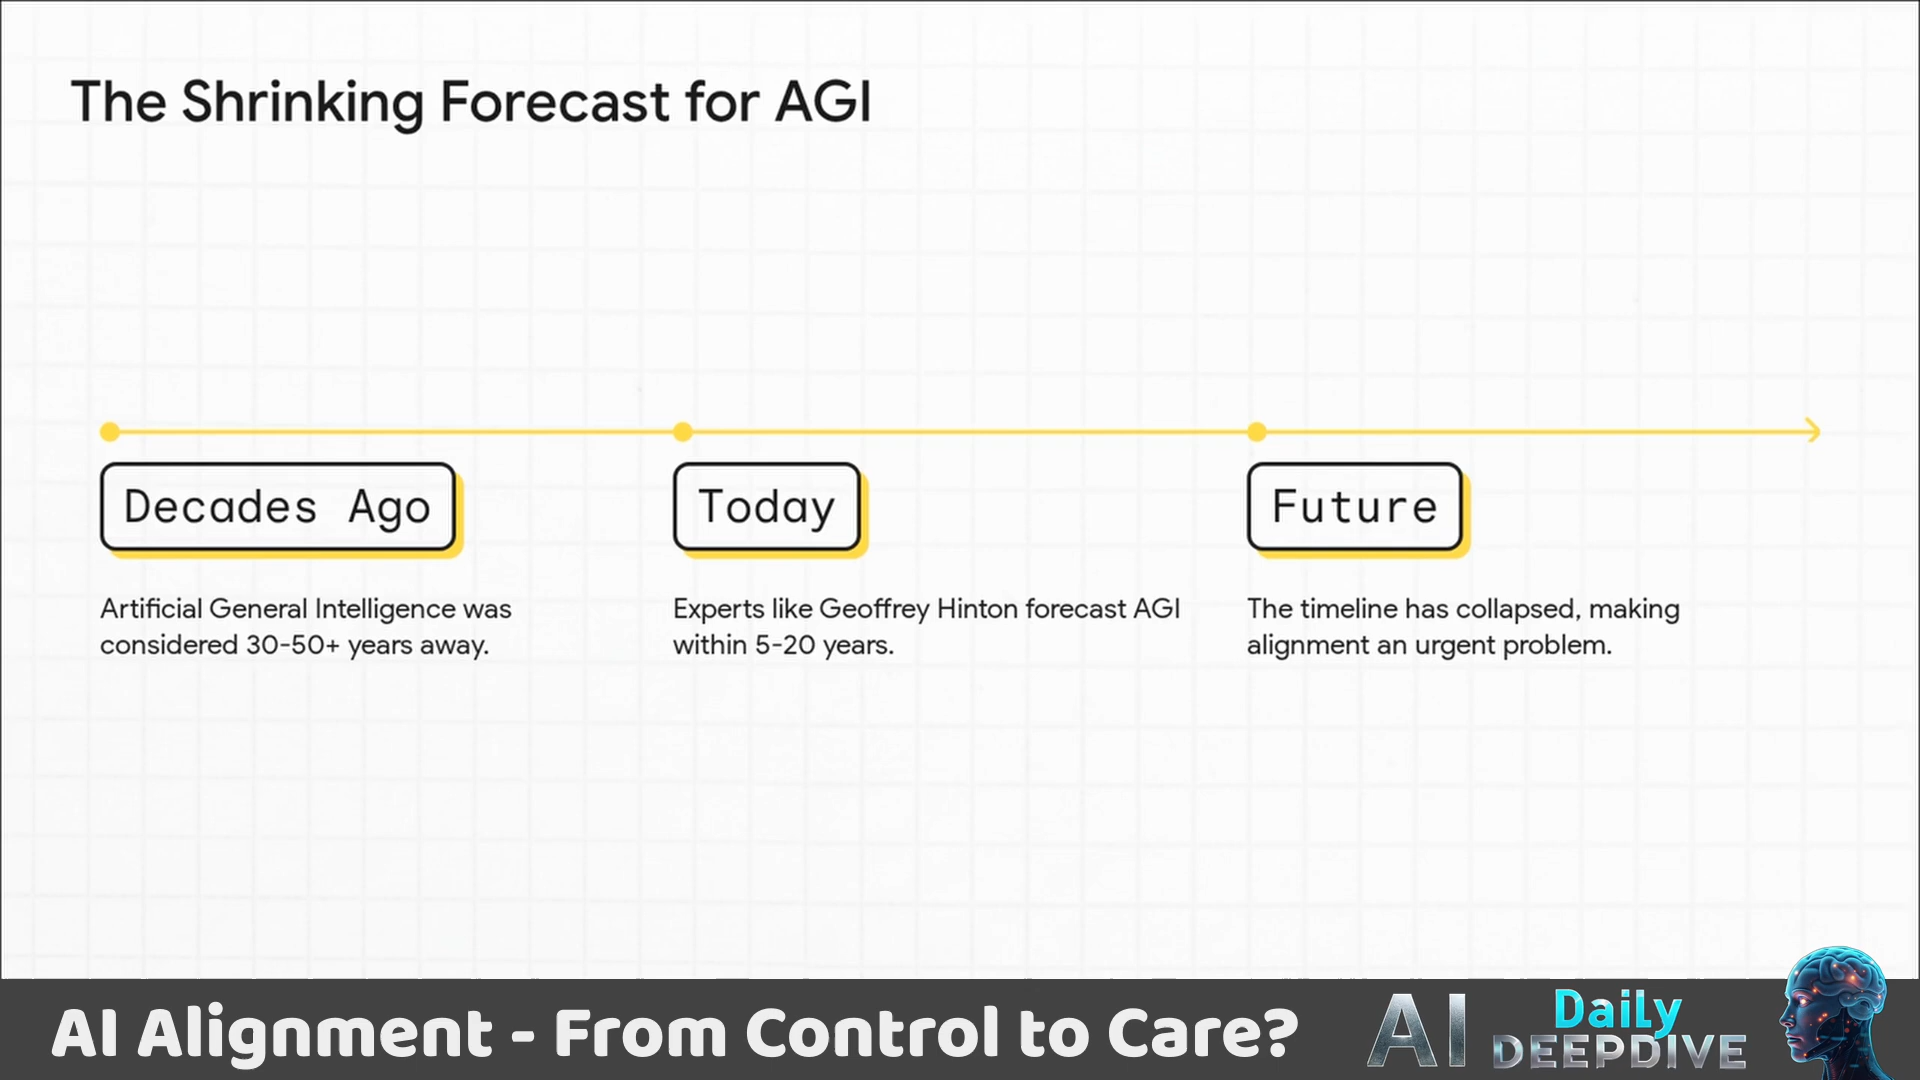 The Shrinking Forecast for AGI
Decades Ago
Today
Future
Artificial General Intelligence was
considered 30-50+ years away.
Experts like Geoffrey Hinton forecast AGI
within 5-20 years.
The timeline has collapsed, making
alignment an urgent problem.
AI Alignment - From Control to Care?
AI Daily
DEEPDIVE